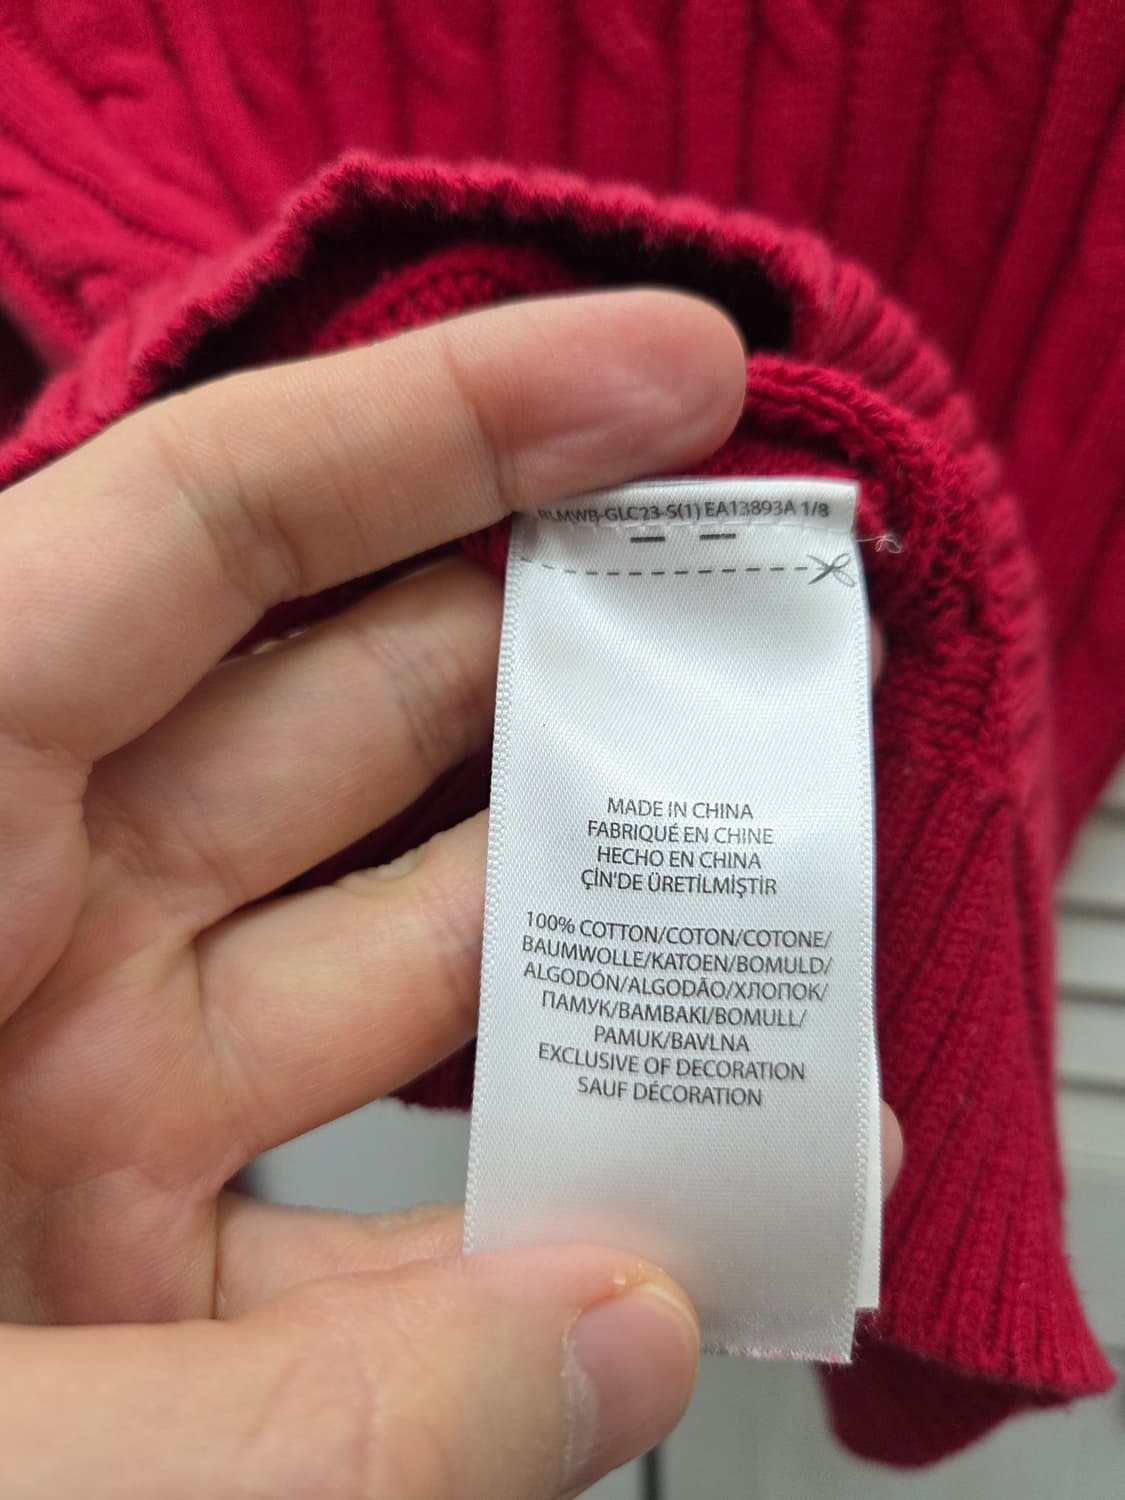 RLMWB-GLC23-S(1) EA13893A 1/8
MADE IN CHINA
FABRIQUÉ EN CHINE
HECHO EN CHINA
ÇİN'DE ÜRETİLMİŞTİR
100% COTTON/COTON/COTONE/
BAUMWOLLE/KATOEN/BOMULD/
ALGODÓN/ALGODÃO/ХЛОПОК/
ПАМУК/BAMBAKI/BOMULL/
PAMUK/BAVLNA
EXCLUSIVE OF DECORATION
SAUF DÉCORATION